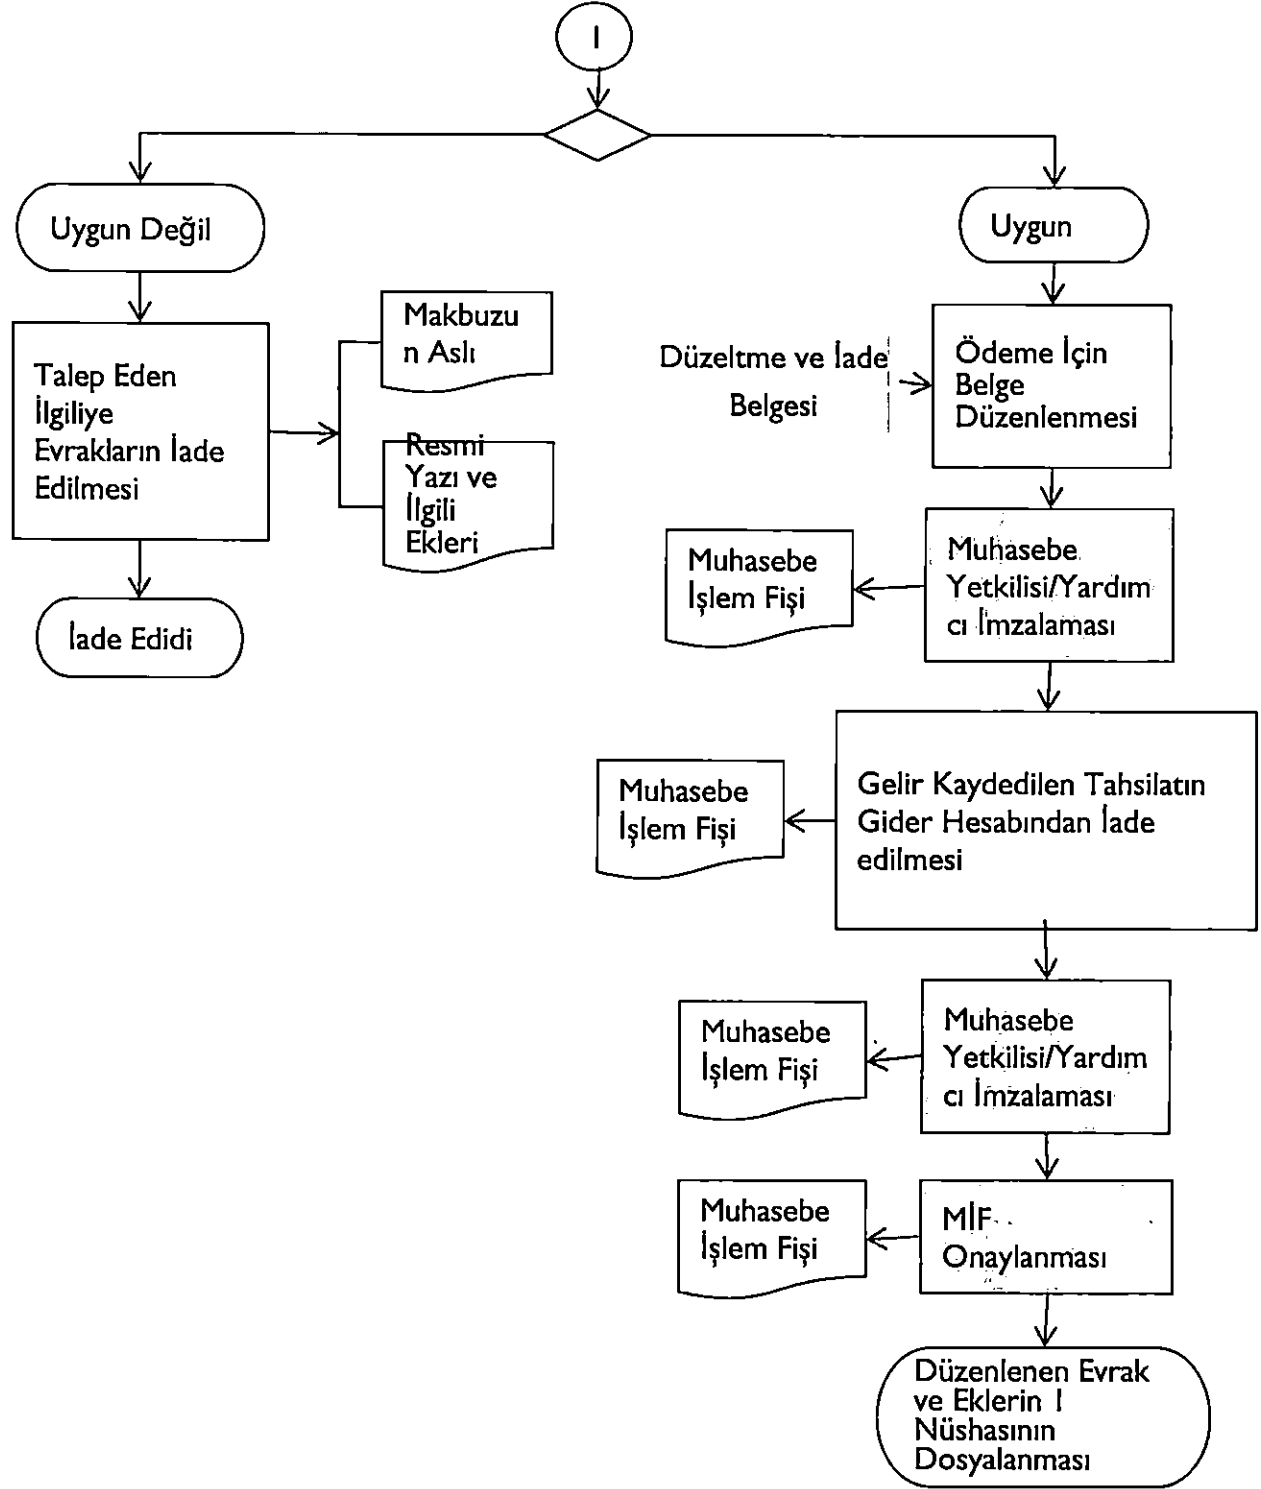 1
Uygun Değil
Uygun
Talep Eden
İlgiliye
Evrakların İade
Edilmesi
Makbuzu
n Aslı
Resmi
Yazı ve
İlgili
Ekleri
İade Edidi
Düzeltme ve İade
Belgesi
Ödeme İçin
Belge
Düzenlenmesi
Muhasebe
İşlem Fişi
Muhasebe
Yetkilisi/Yardım
cı İmzalaması
Muhasebe
İşlem Fişi
Gelir Kaydedilen Tahsilatın
Gider Hesabından İade
edilmesi
Muhasebe
İşlem Fişi
Muhasebe
Yetkilisi/Yardım
cı İmzalaması
Muhasebe
İşlem Fişi
MİF
Onaylanması
Düzenlenen Evrak
ve Eklerin 1
Nüshasının
Dosyalanması